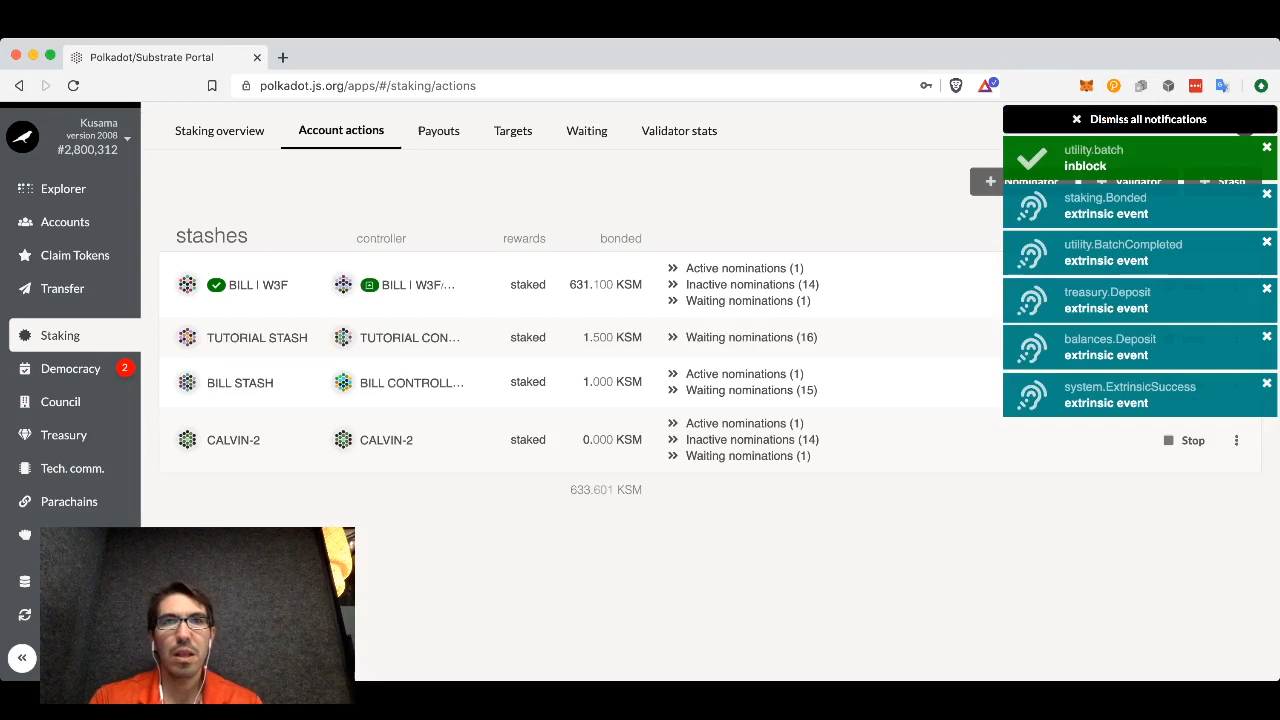 Polkadot/Substrate Portal
polkadot.js.org/apps/#/staking/actions
Kusama
version 2008
#2,800,312
Explorer
Accounts
Claim Tokens
Transfer
Staking
Democracy
2
Council
Treasury
Tech. comm.
Parachains
Staking overview
Account actions
Payouts
Targets
Waiting
Validator stats
Nominator
Validator
Stash
stashes
controller
rewards
bonded
BILL | W3F
BILL | W3F/...
staked
631.100 KSM
Active nominations (1)
Inactive nominations (14)
Waiting nominations (1)
TUTORIAL STASH
TUTORIAL CON...
staked
1.500 KSM
Waiting nominations (16)
BILL STASH
BILL CONTROLL...
staked
1.000 KSM
Active nominations (1)
Waiting nominations (15)
CALVIN-2
CALVIN-2
staked
0.000 KSM
Active nominations (1)
Inactive nominations (14)
Waiting nominations (1)
Stop
633.601 KSM
Dismiss all notifications
utility.batch
inblock
staking.Bonded
extrinsic event
utility.BatchCompleted
extrinsic event
treasury.Deposit
extrinsic event
balances.Deposit
extrinsic event
system.ExtrinsicSuccess
extrinsic event